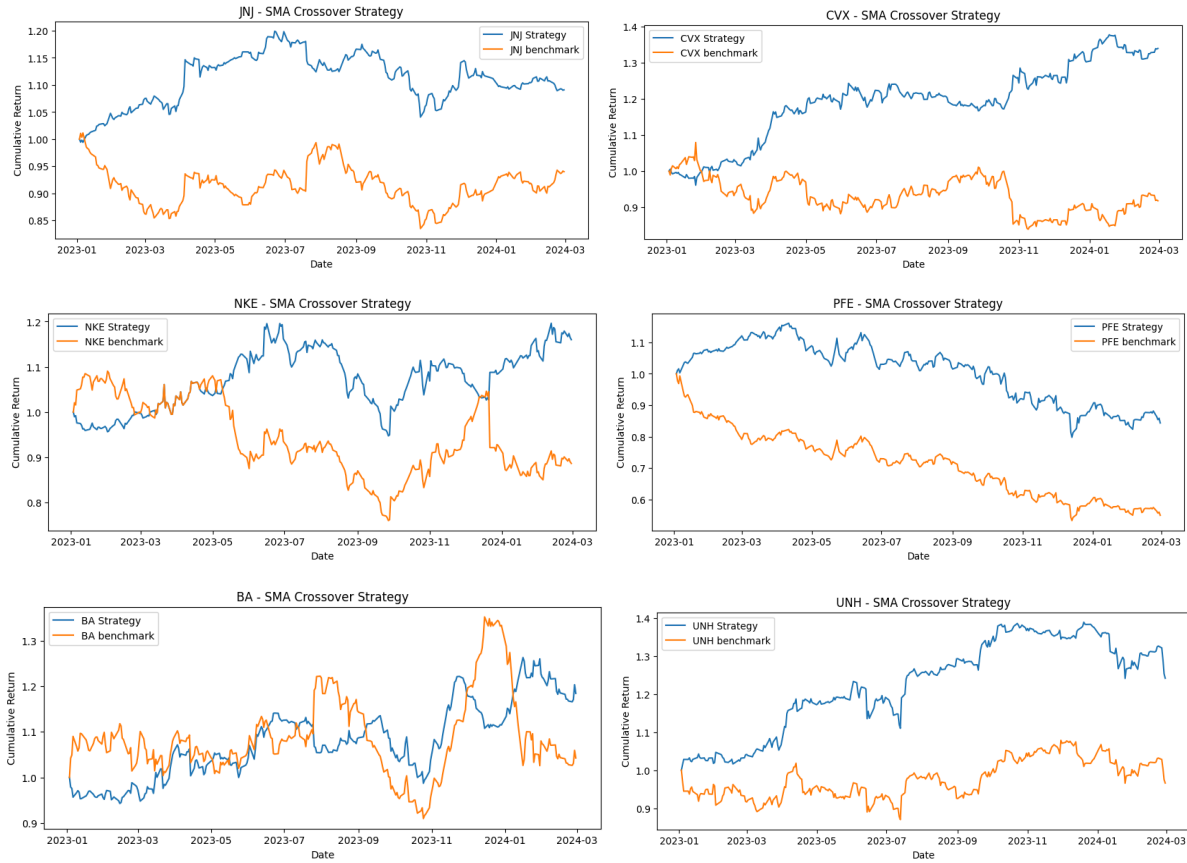 JNJ - SMA Crossover Strategy
JNJ Strategy
JNJ benchmark
Cumulative Return
1.20
1.15
1.10
1.05
1.00
0.95
0.90
0.85
2023-01 2023-03 2023-05 2023-07 2023-09 2023-11 2024-01 2024-03
Date
CVX - SMA Crossover Strategy
CVX Strategy
CVX benchmark
Cumulative Return
1.4
1.3
1.2
1.1
1.0
0.9
2023-01 2023-03 2023-05 2023-07 2023-09 2023-11 2024-01 2024-03
Date
NKE - SMA Crossover Strategy
NKE Strategy
NKE benchmark
Cumulative Return
1.2
1.1
1.0
0.9
0.8
2023-01 2023-03 2023-05 2023-07 2023-09 2023-11 2024-01 2024-03
Date
PFE - SMA Crossover Strategy
PFE Strategy
PFE benchmark
Cumulative Return
1.1
1.0
0.9
0.8
0.7
0.6
2023-01 2023-03 2023-05 2023-07 2023-09 2023-11 2024-01 2024-03
Date
BA - SMA Crossover Strategy
BA Strategy
BA benchmark
Cumulative Return
1.3
1.2
1.1
1.0
0.9
2023-01 2023-03 2023-05 2023-07 2023-09 2023-11 2024-01 2024-03
Date
UNH - SMA Crossover Strategy
UNH Strategy
UNH benchmark
Cumulative Return
1.4
1.3
1.2
1.1
1.0
0.9
2023-01 2023-03 2023-05 2023-07 2023-09 2023-11 2024-01 2024-03
Date